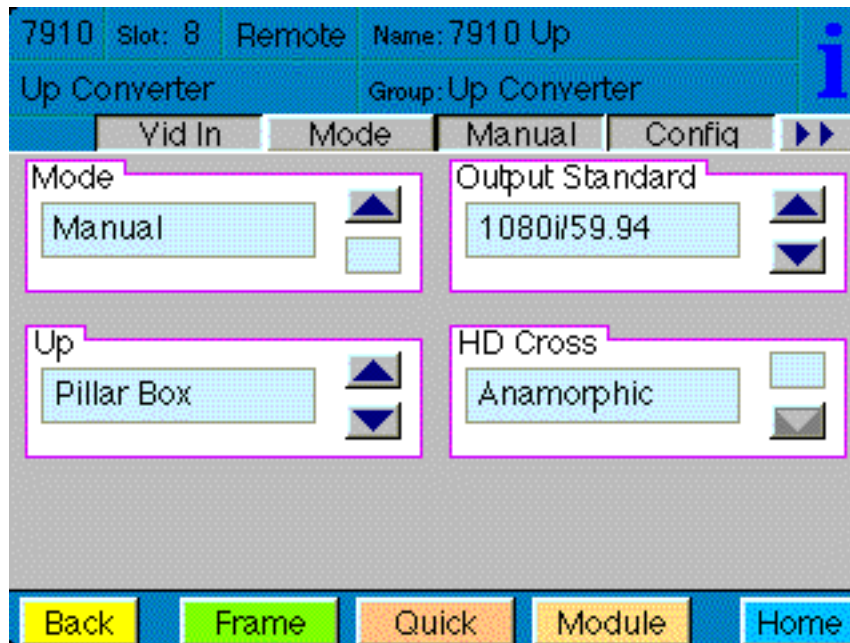 7910 Slot: 8 Remote Name: 7910 Up
Up Converter Group: Up Converter
i
Vid In Mode Manual Config
Mode Output Standard
Manual 1080i/59.94
Up HD Cross
Pillar Box Anamorphic
Back Frame Quick Module Home